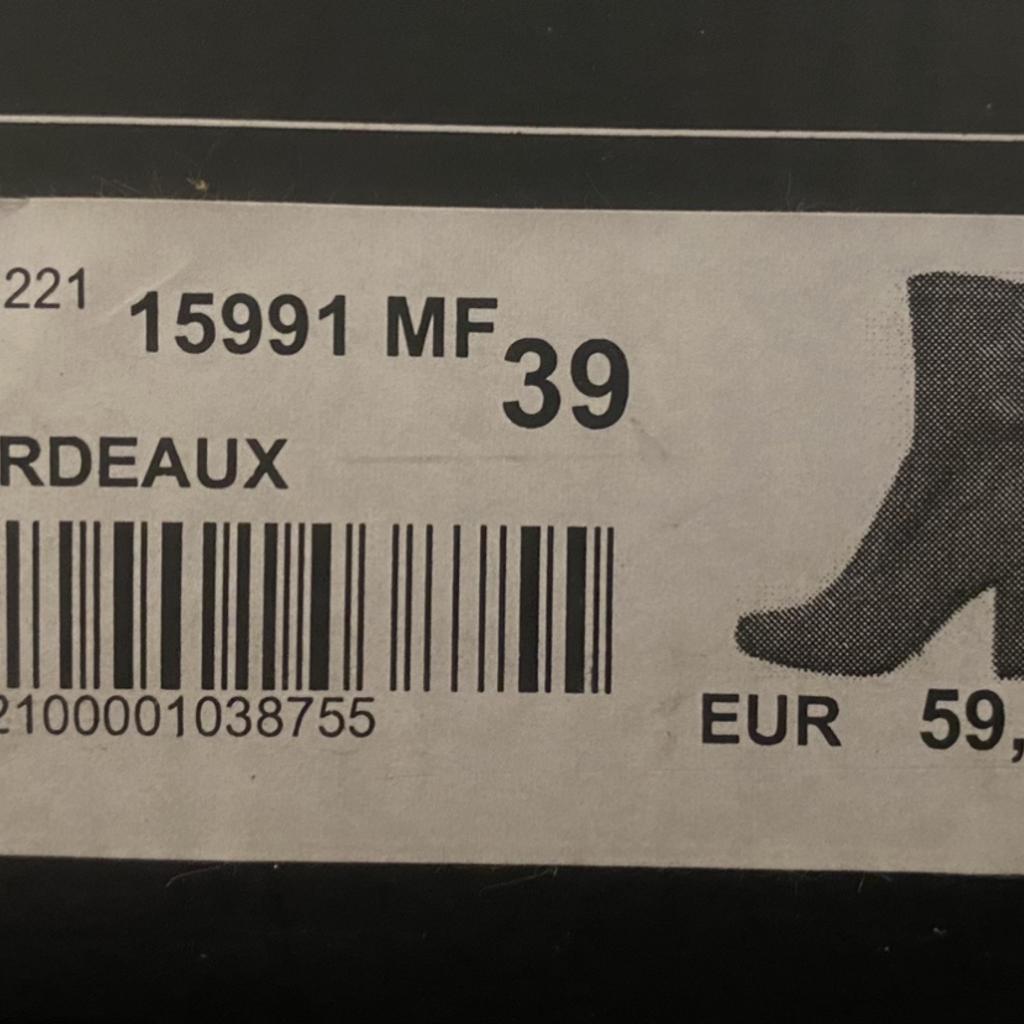 221 15991 MF 39
RDEAUX
2100001038755
EUR 59,